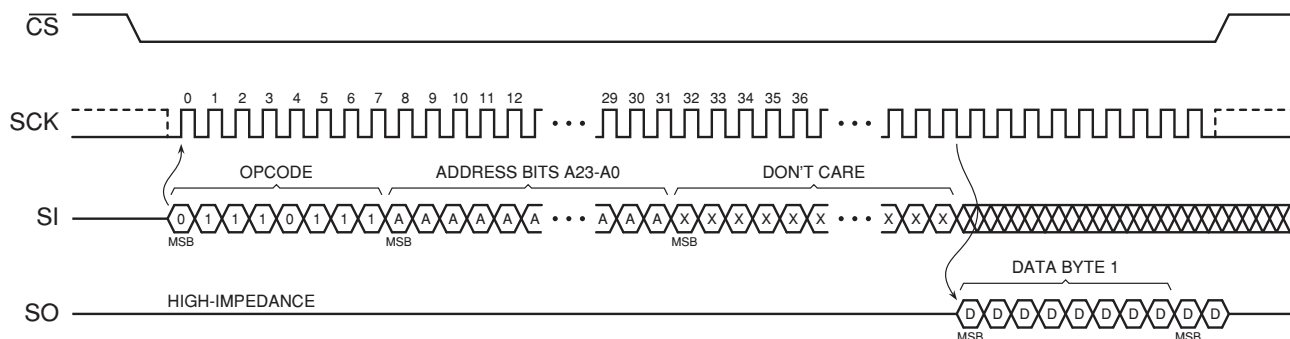 CS
0 1 2 3 4 5 6 7 8 9 10 11 12 29 30 31 32 33 34 35 36
SCK
OPCODE ADDRESS BITS A23-A0 DON'T CARE
SI 0 1 1 1 0 1 1 1 A A A A A A A A A X X X X X X X X X
MSB MSB MSB
DATA BYTE 1
HIGH-IMPEDANCE
SO D D D D D D D D D D
MSB MSB